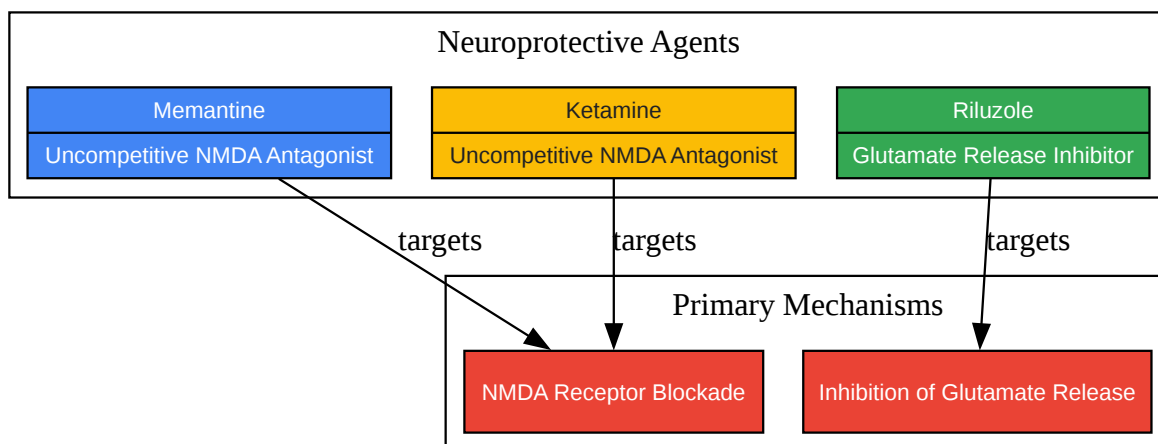 Neuroprotective Agents
Memantine
Uncompetitive NMDA Antagonist
Ketamine
Uncompetitive NMDA Antagonist
Riluzole
Glutamate Release Inhibitor
targets
targets
targets
Primary Mechanisms
NMDA Receptor Blockade
Inhibition of Glutamate Release